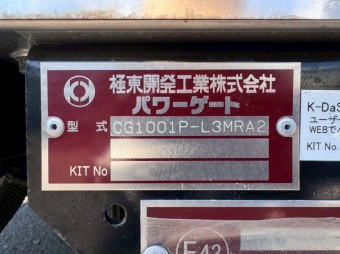 極東開発工業株式会社
パワーゲート
型 式 CG1001P-L3MRA2
KIT No
K-DaS
ユーザー
WEBで
KIT No.
E43